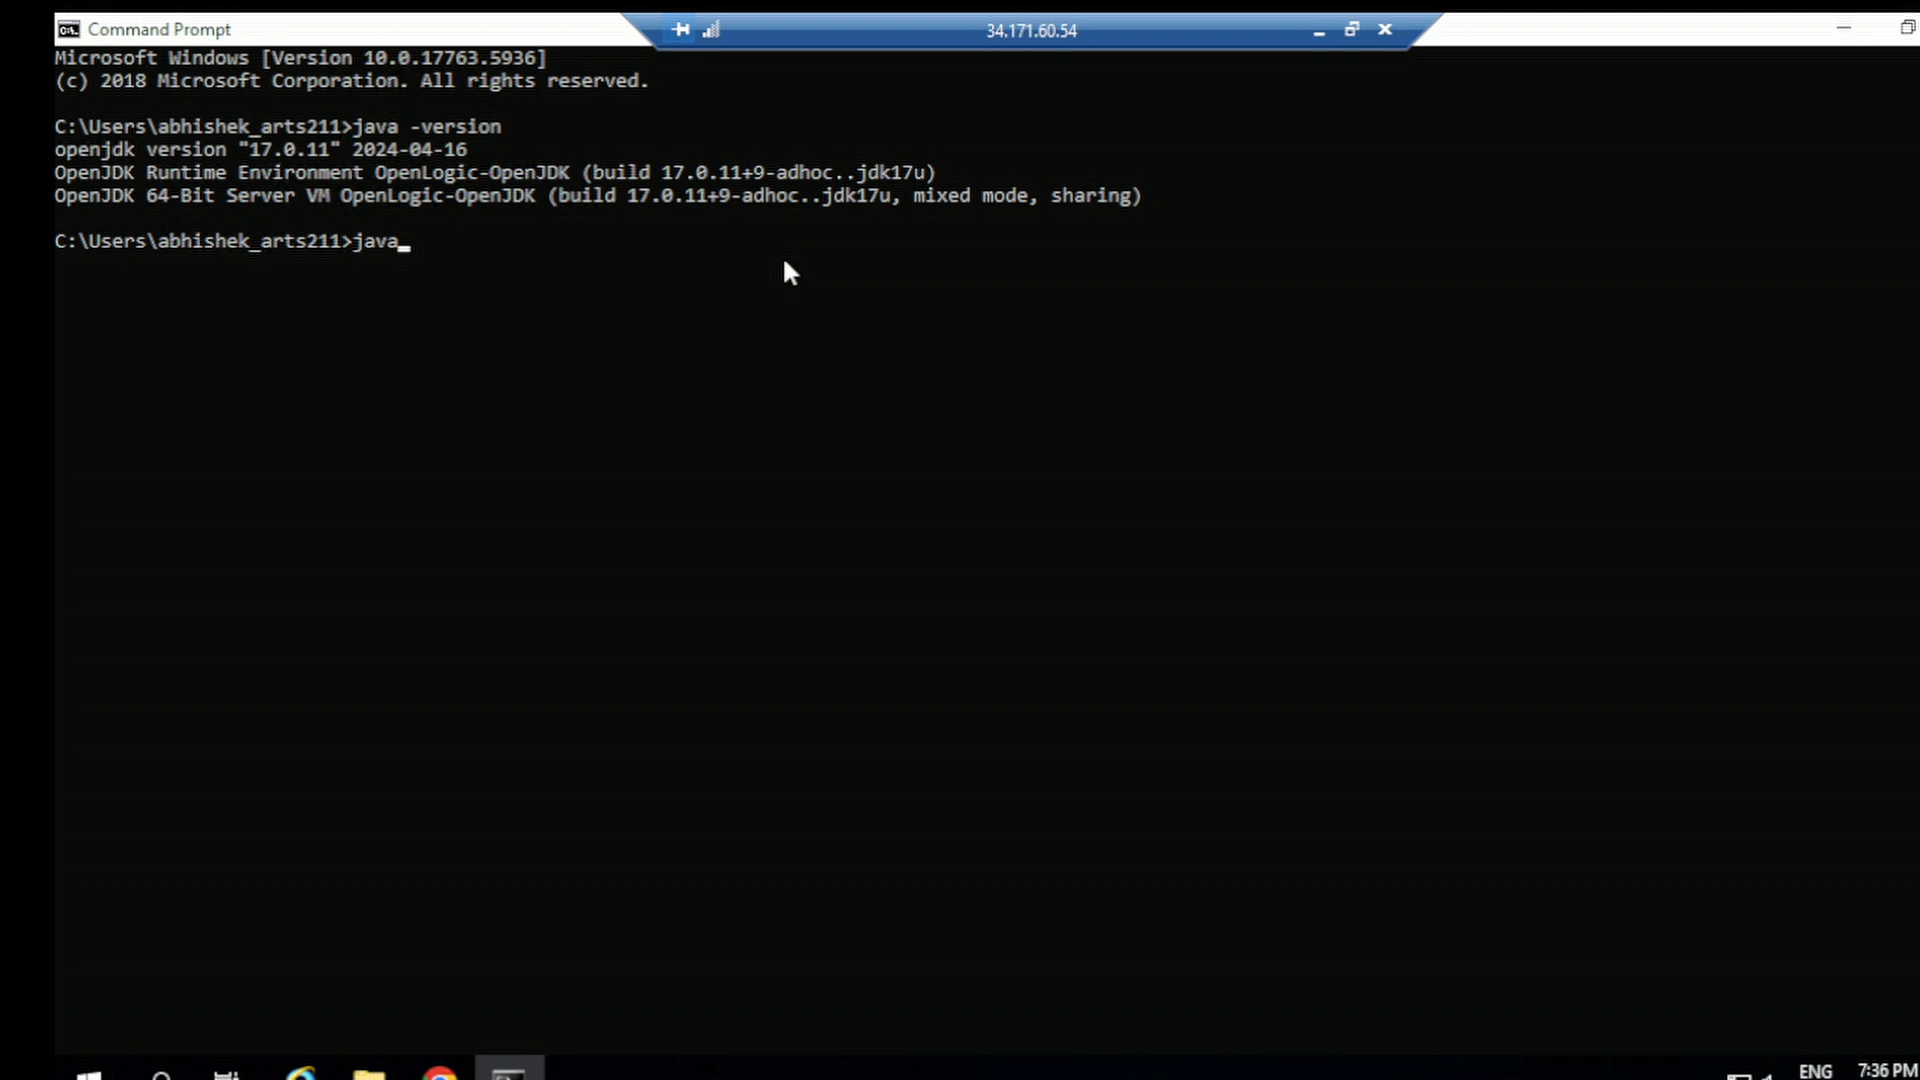 Command Prompt
34.171.60.54
Microsoft Windows [Version 10.0.17763.5936]
(c) 2018 Microsoft Corporation. All rights reserved.
C:\Users\abhishek_arts211>java -version
openjdk version "17.0.11" 2024-04-16
OpenJDK Runtime Environment OpenLogic-OpenJDK (build 17.0.11+9-adhoc..jdk17u)
OpenJDK 64-Bit Server VM OpenLogic-OpenJDK (build 17.0.11+9-adhoc..jdk17u, mixed mode, sharing)
C:\Users\abhishek_arts211>java
ENG
7:36 PM